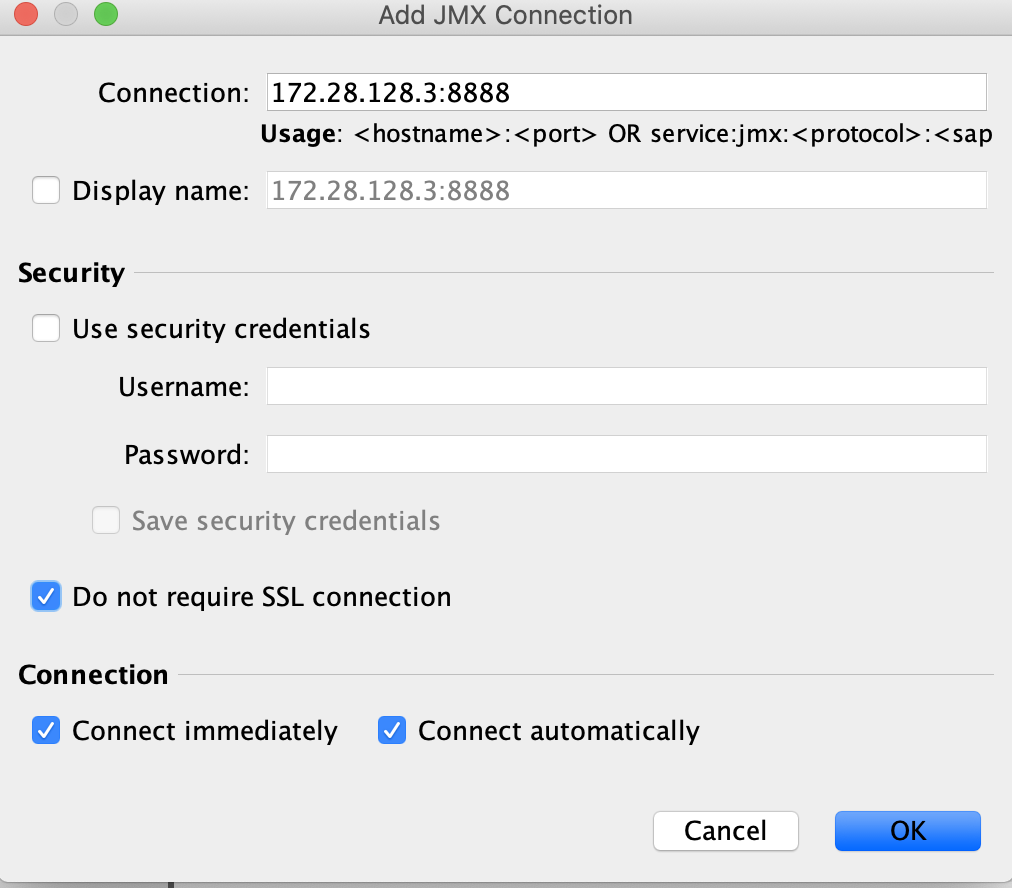 Add JMX Connection
Connection: 172.28.128.3:8888
Usage: <hostname>:<port> OR service:jmx:<protocol>:<sap
Display name: 172.28.128.3:8888
Security
Use security credentials
Username:
Password:
Save security credentials
Do not require SSL connection
Connection
Connect immediately Connect automatically
Cancel OK